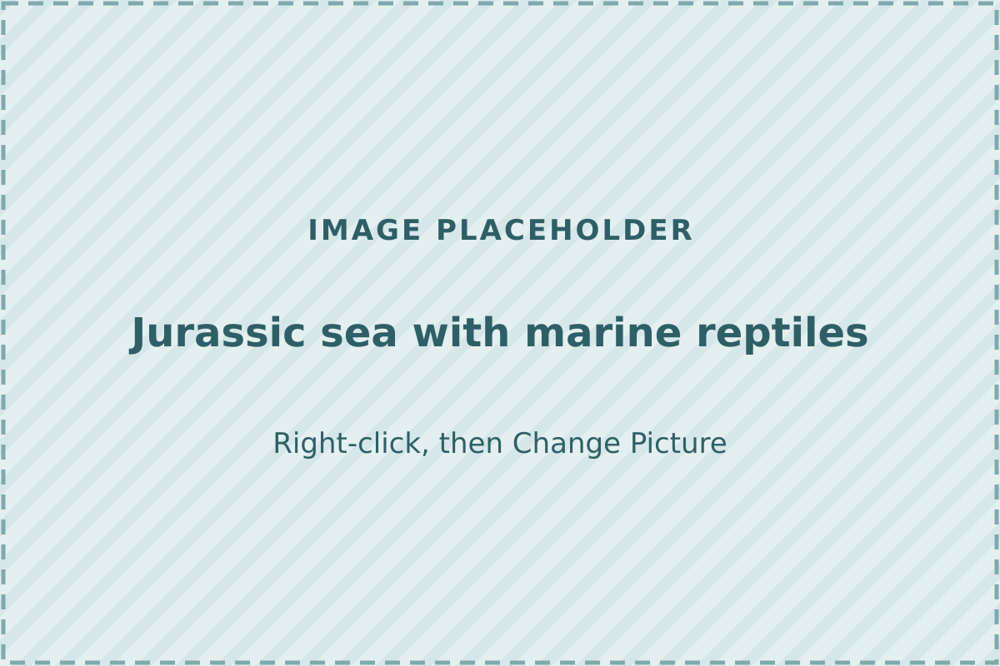 IMAGE PLACEHOLDER
Jurassic sea with marine reptiles
Right-click, then Change Picture